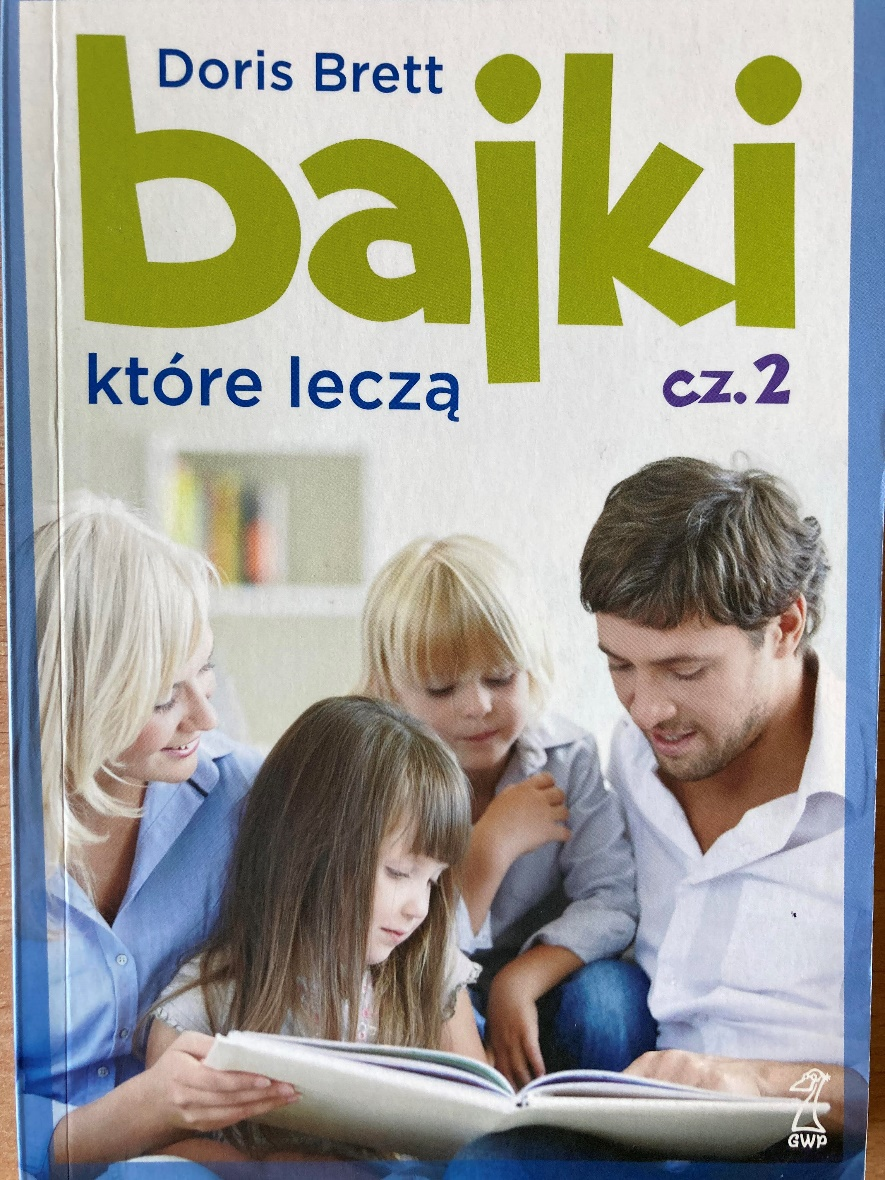 Doris Brett
bajki
które leczą
cz.2
GWP